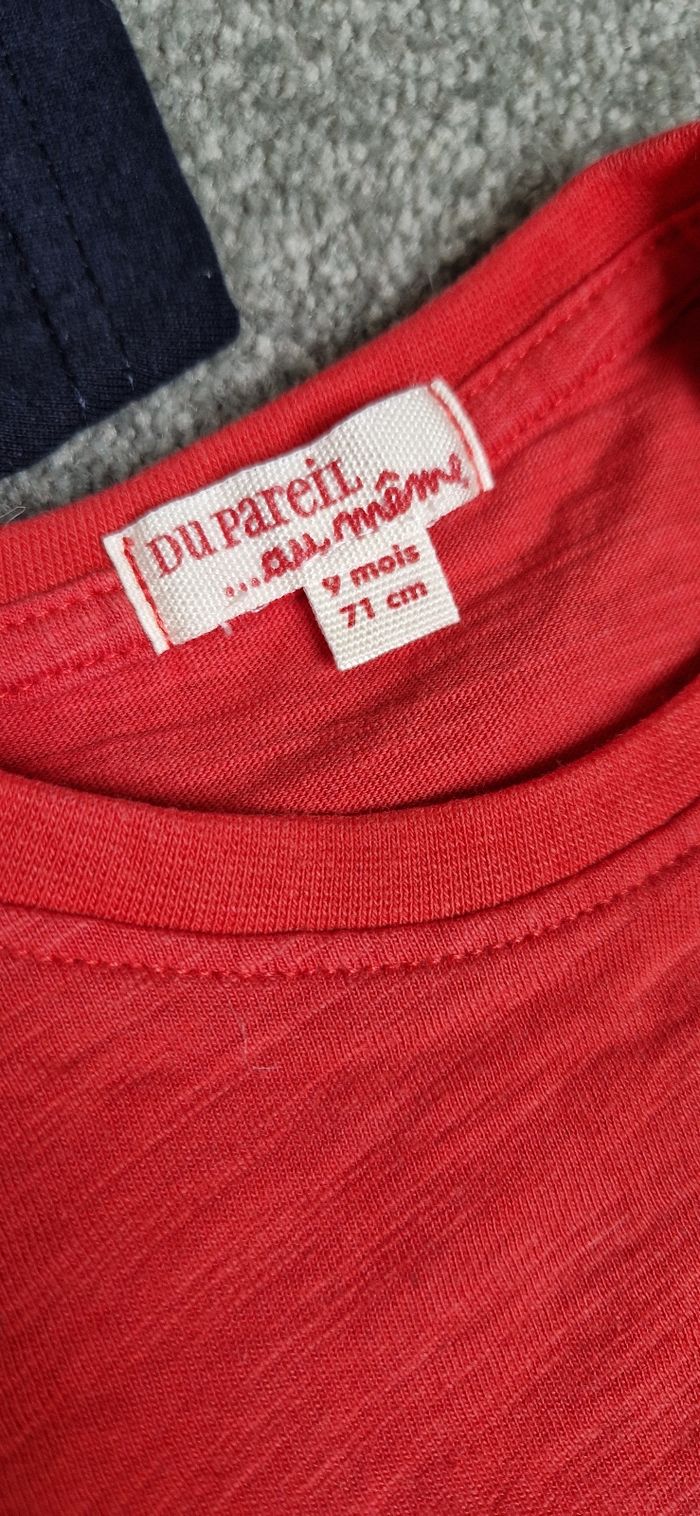 DU PAREIL
...au même
9 mois
71 cm